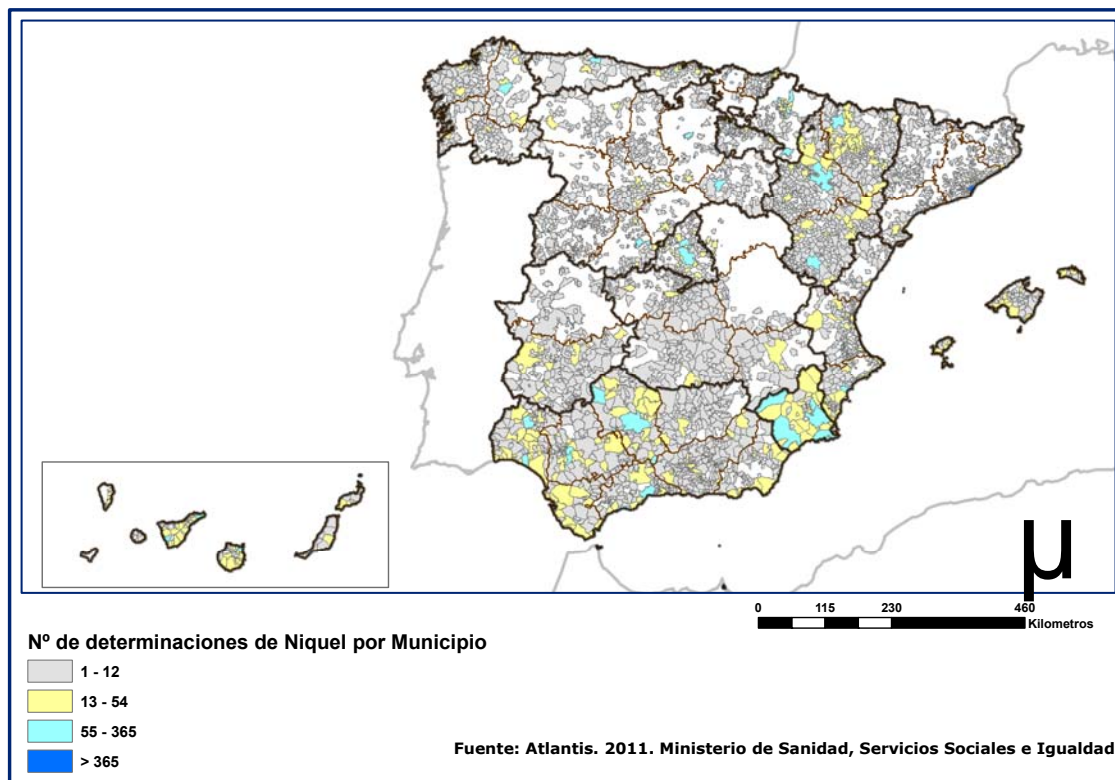 µ
0 115 230 460
Kilometros
Nº de determinaciones de Niquel por Municipio
1 - 12
13 - 54
55 - 365
> 365
Fuente: Atlantis. 2011. Ministerio de Sanidad, Servicios Sociales e Igualdad